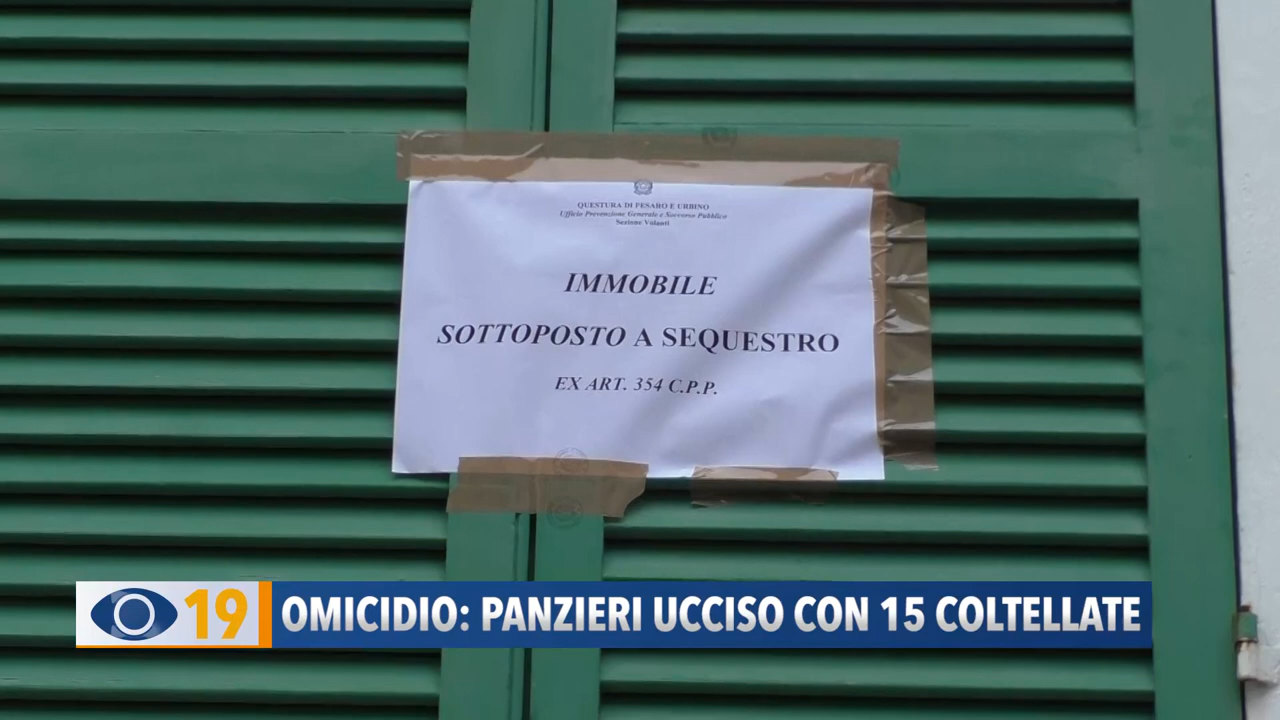 QUESTURA DI PESARO E URBINO
Ufficio Prevenzione Generale e Soccorso Pubblico
Sezione Volanti
IMMOBILE
SOTTOPOSTO A SEQUESTRO
EX ART. 354 C.P.P.
19 OMICIDIO: PANZIERI UCCISO CON 15 COLTELLATE